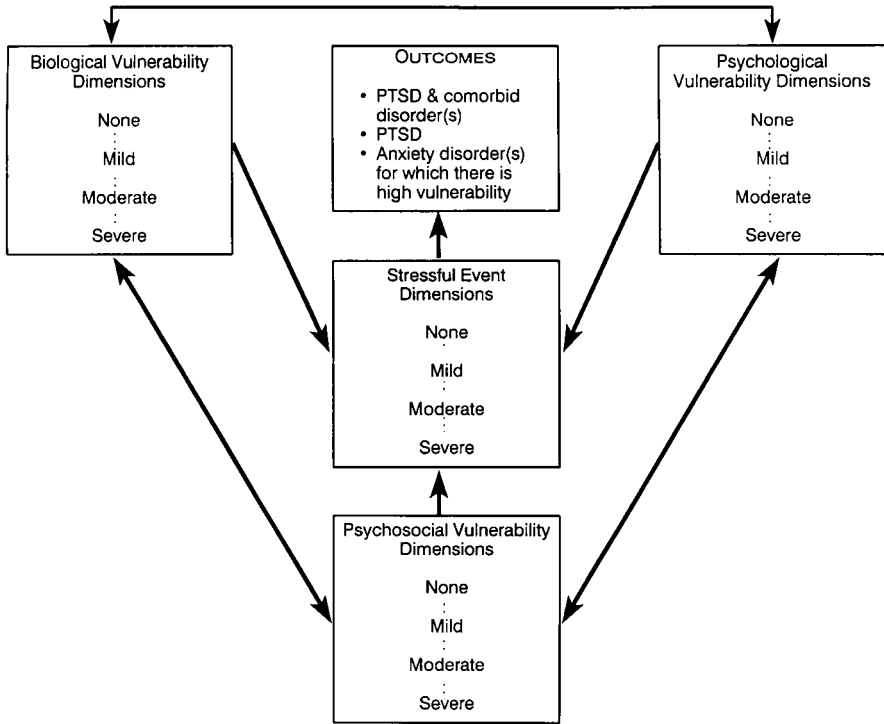 Biological Vulnerability
Dimensions
None
Mild
Moderate
Severe
OUTCOMES
• PTSD & comorbid
disorder(s)
• PTSD
• Anxiety disorder(s)
for which there is
high vulnerability
Psychological
Vulnerability Dimensions
None
Mild
Moderate
Severe
Stressful Event
Dimensions
None
Mild
Moderate
Severe
Psychosocial Vulnerability
Dimensions
None
Mild
Moderate
Severe